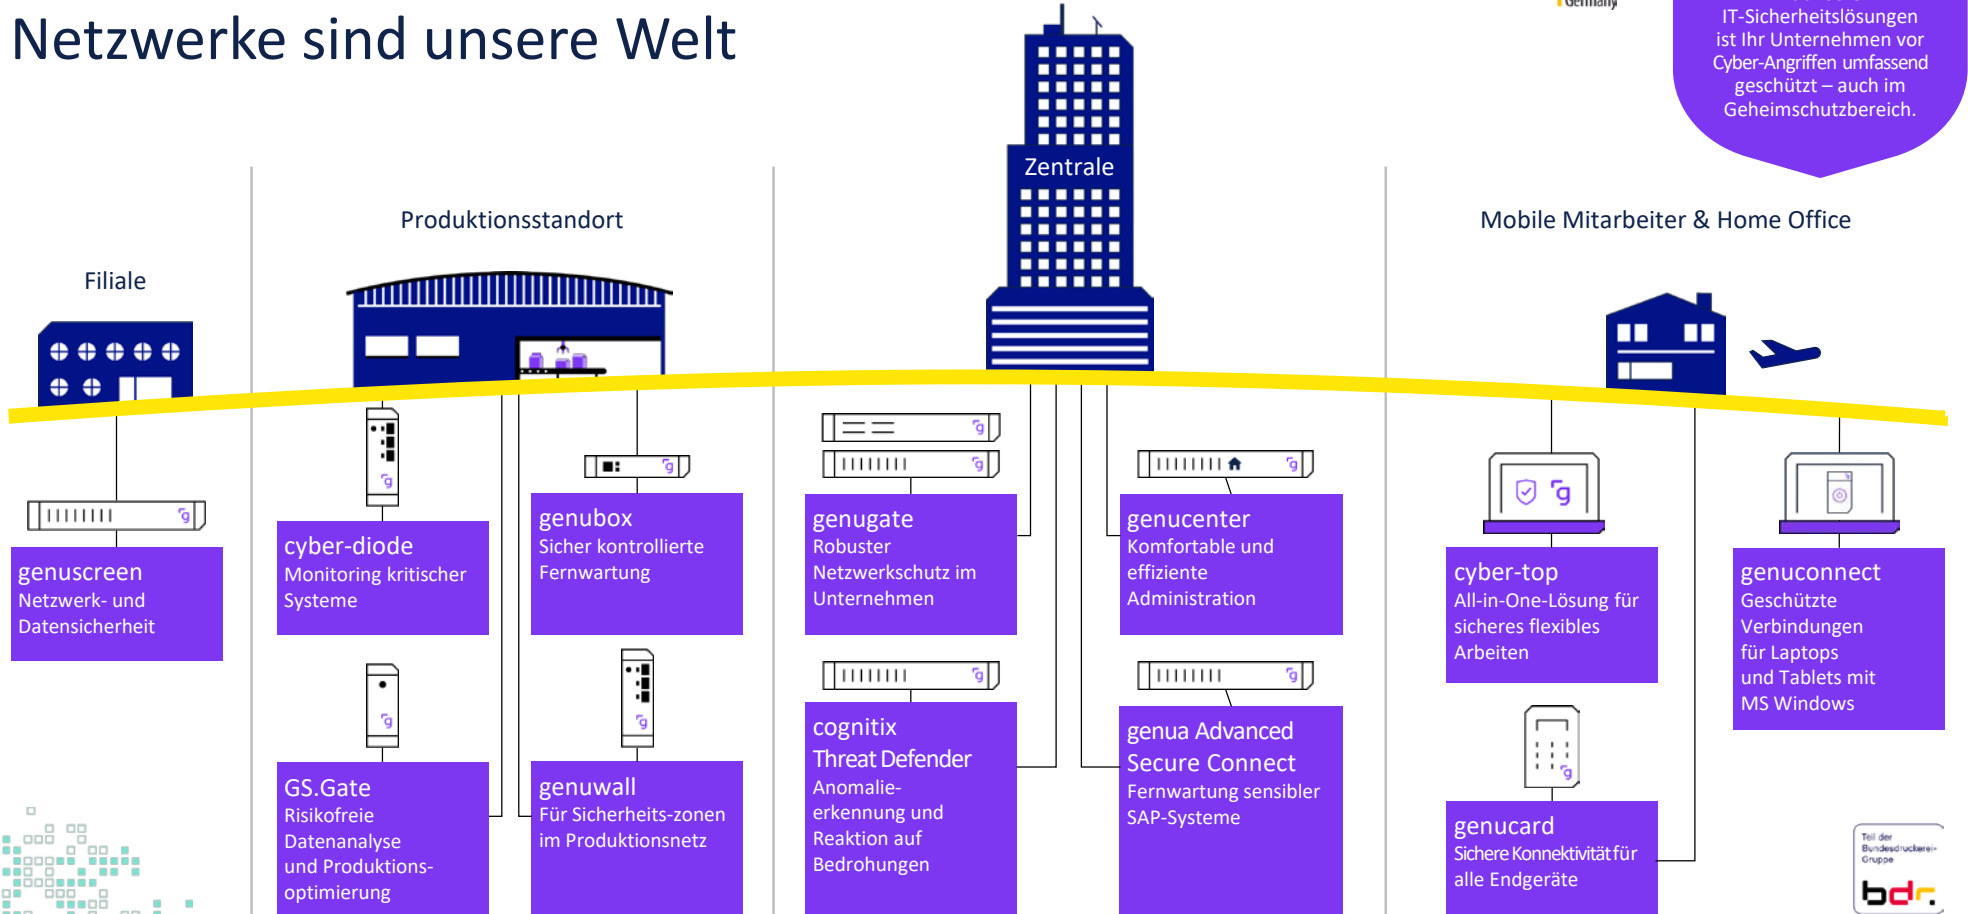 Netzwerke sind unsere Welt
Germany
IT-Sicherheitslösungen
ist Ihr Unternehmen vor
Cyber-Angriffen umfassend
geschützt – auch im
Geheimschutzbereich.
Filiale
Produktionsstandort
Zentrale
Mobile Mitarbeiter & Home Office
genuscreen
Netzwerk- und
Datensicherheit
cyber-diode
Monitoring kritischer
Systeme
genubox
Sicher kontrollierte
Fernwartung
GS.Gate
Risikofreie
Datenanalyse
und Produktions-
optimierung
genuwall
Für Sicherheits-zonen
im Produktionsnetz
genugate
Robuster
Netzwerkschutz im
Unternehmen
genucenter
Komfortable und
effiziente
Administration
cognitix
Threat Defender
Anomalie-
erkennung und
Reaktion auf
Bedrohungen
genua Advanced
Secure Connect
Fernwartung sensibler
SAP-Systeme
cyber-top
All-in-One-Lösung für
sicheres flexibles
Arbeiten
genuconnect
Geschützte
Verbindungen
für Laptops
und Tablets mit
MS Windows
genucard
Sichere Konnektivität für
alle Endgeräte
Teil der
Bundesdruckerei-
Gruppe
bdr.